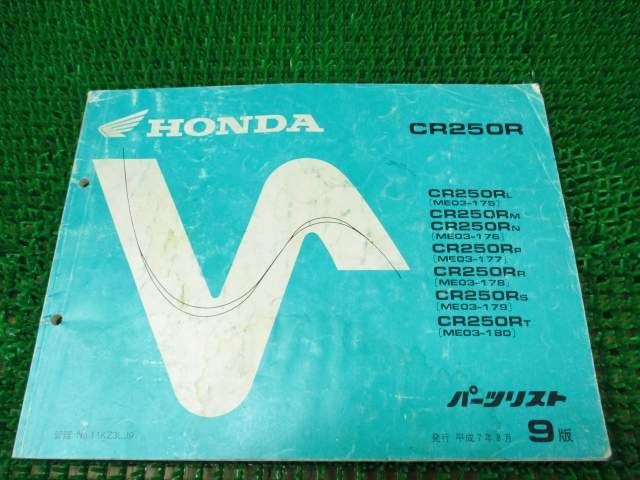 HONDA
CR250R
CR250RL
[ME03-175]
CR250RM
CR250RN
[ME03-176]
CR250RP
[ME03-177]
CR250RR
[ME03-178]
CR250RS
[ME03-179]
CR250RT
[ME03-180]
パーツリスト
発行 平成7年8月 9版